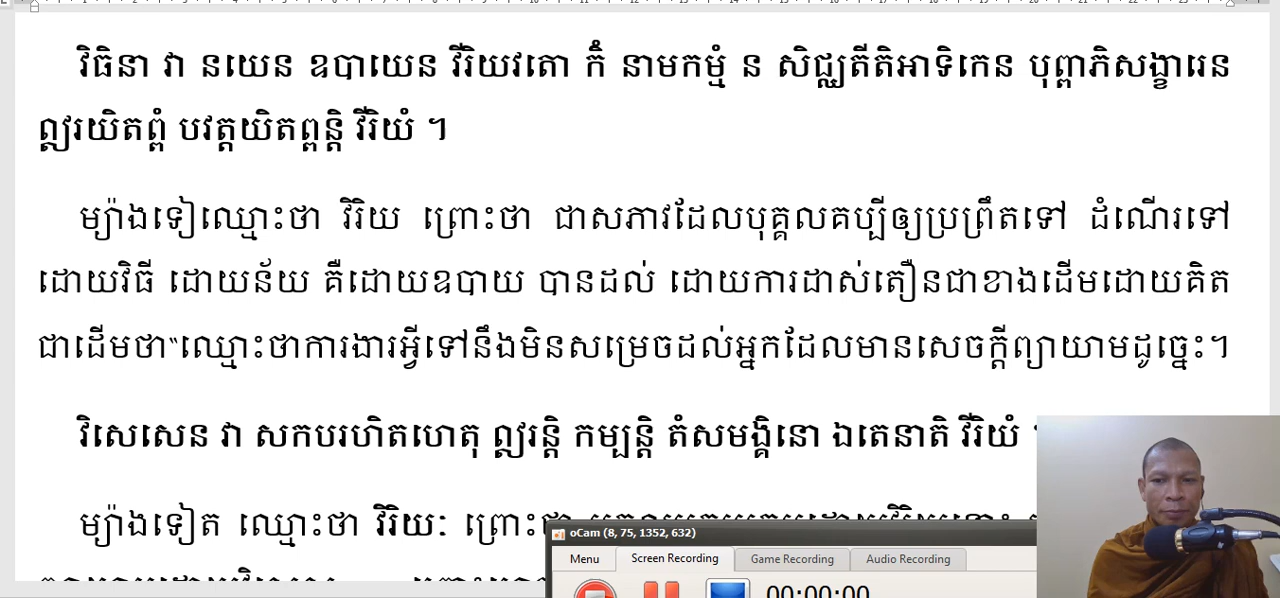 វិធិនា វា នយេន ឧបាយេន វីរិយវតោ កិំ នាមកម្មំ ន សិជ្ឈតីតិអាទិកេន បុព្ពាភិសង្ខារេន
ឦរយិតព្ពំ បវត្តយិតព្ពន្តិ វីរិយំ ។
ម្យ៉ាងទៀឈ្មោះថា វិរិយ ព្រោះថា ជាសភាវដែលបុគ្គលគប្បីឲ្យប្រព្រឹតទៅ ដំណើរទៅ
ដោយវិធី ដោយន័យ គឺដោយឧបាយ បានដល់ ដោយការដាស់តឿនជាខាងដើមដោយគិត
ជាដើមថា“ឈ្មោះថាការងារអ្វីទៅនឹងមិនសម្រេចដល់អ្នកដែលមានសេចក្តីព្យាយាមដូច្នេះ។
វិសេសេន វា សកបរហិតហេតុ ឦរន្តិ កម្បន្តិ តំសមង្គិនោ ឯតេនាតិ វីរិយំ
ម្យ៉ាងទៀត ឈ្មោះថា វិរិយៈ ព្រោះថា
oCam (8, 75, 1352, 632)
Menu Screen Recording Game Recording Audio Recording
00:00:00